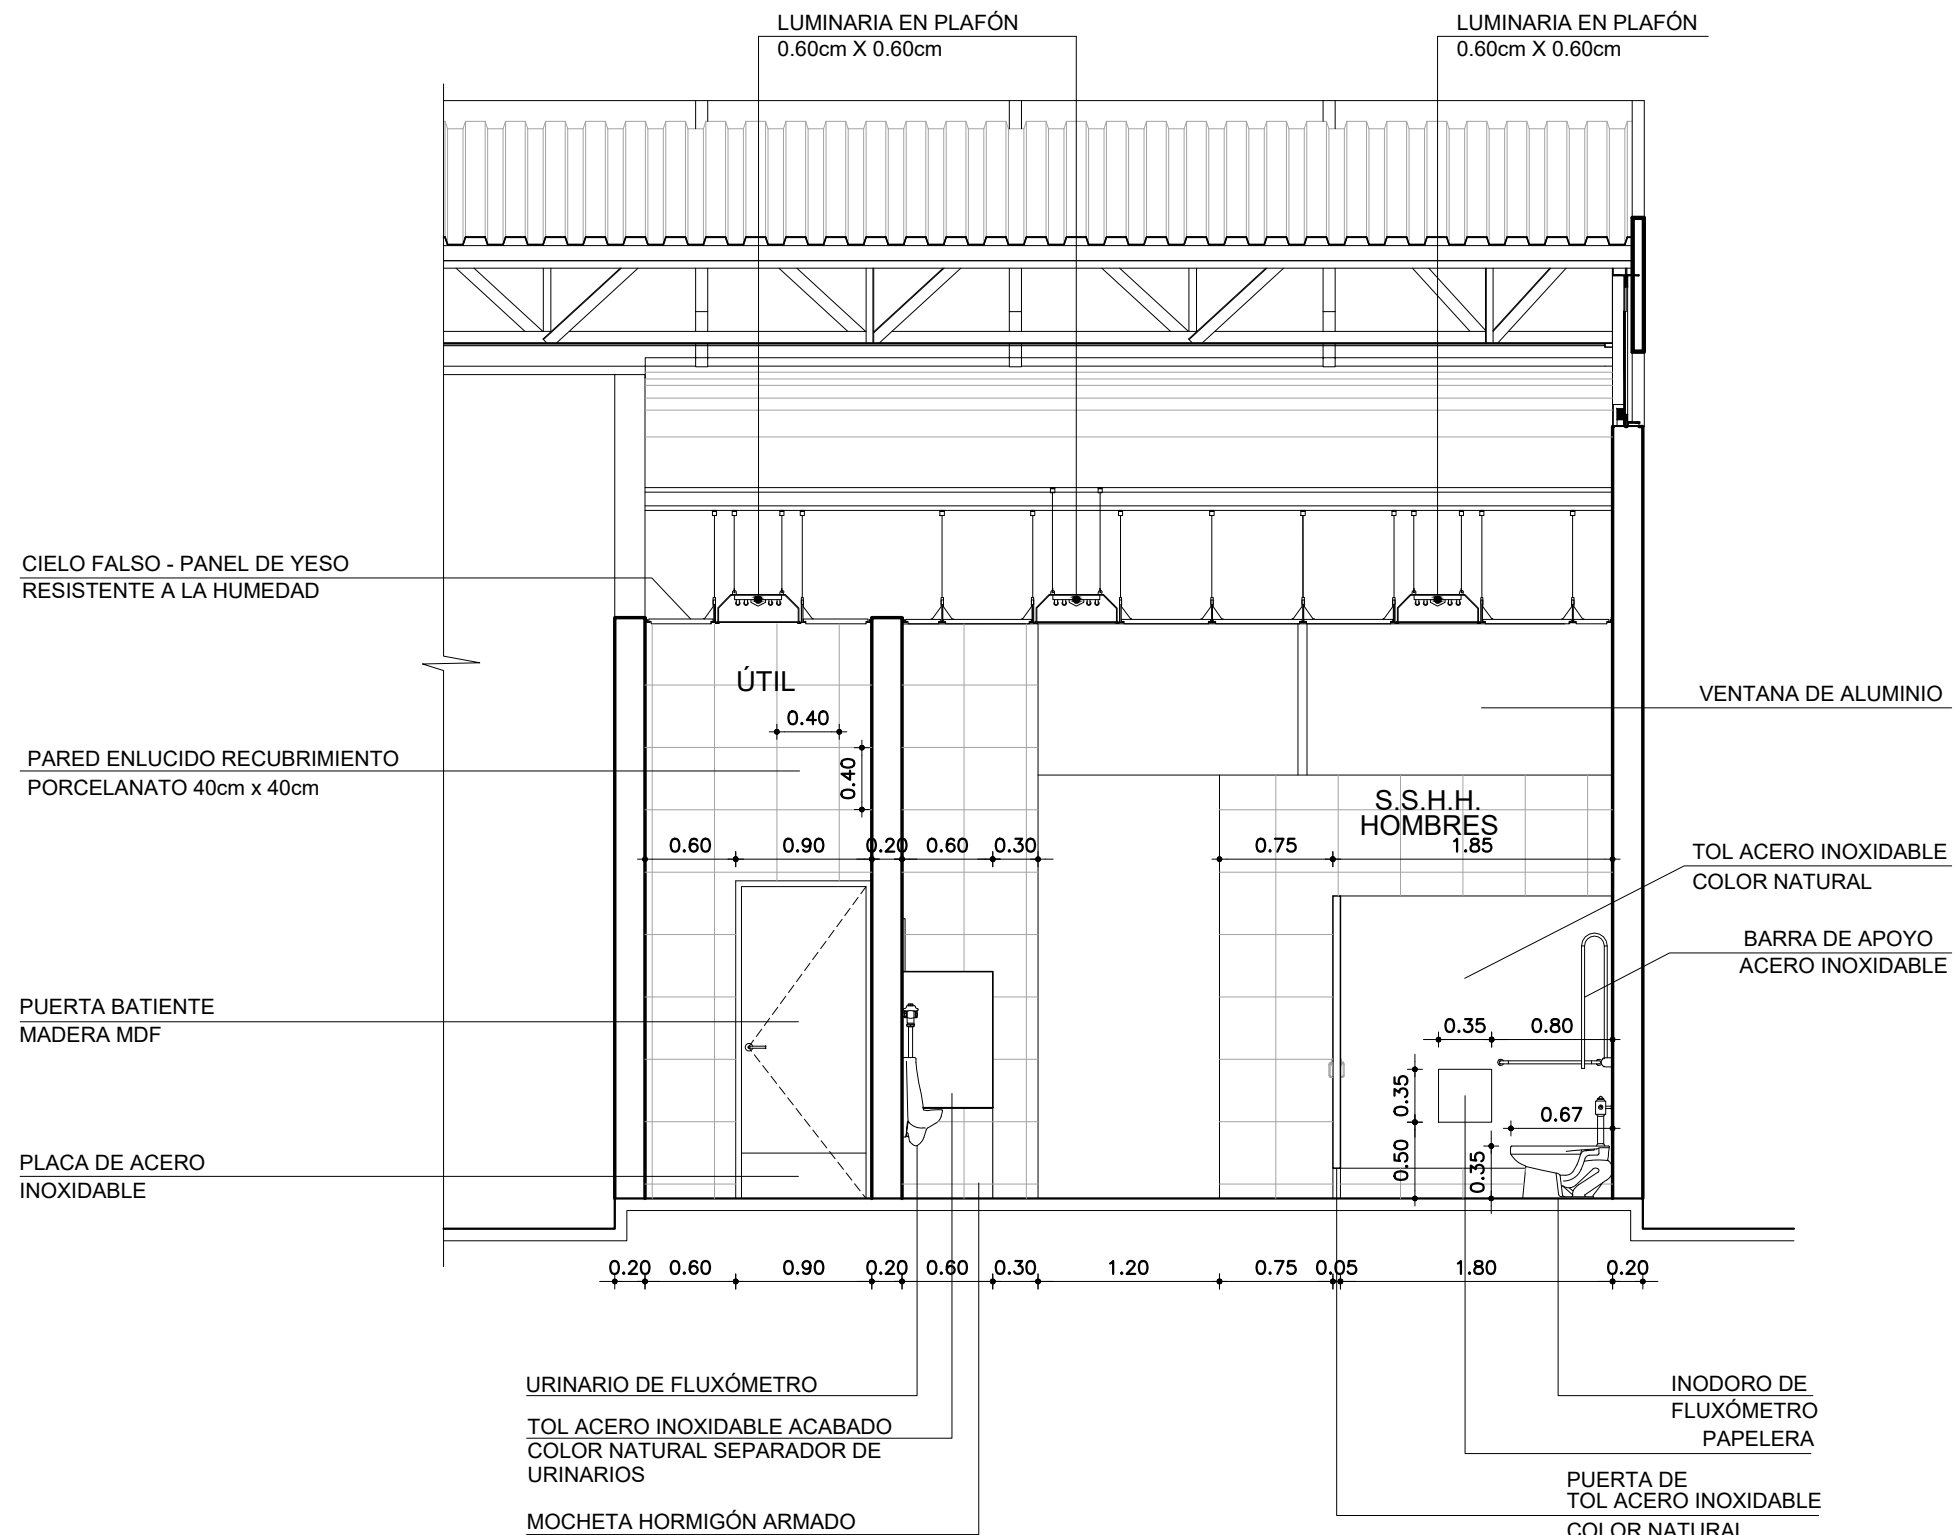 LUMINARIA EN PLAFÓN
0.60cm X 0.60cm
LUMINARIA EN PLAFÓN
0.60cm X 0.60cm
CIELO FALSO - PANEL DE YESO
RESISTENTE A LA HUMEDAD
ÚTIL
0.40
0.40
VENTANA DE ALUMINIO
PARED ENLUCIDO RECUBRIMIENTO
PORCELANATO 40cm x 40cm
S.S.H.H.
HOMBRES
0.60 0.90 0.20 0.60 0.30 0.75 1.85
TOL ACERO INOXIDABLE
COLOR NATURAL
BARRA DE APOYO
ACERO INOXIDABLE
PUERTA BATIENTE
MADERA MDF
0.35 0.80
0.35
0.67
0.50
0.35
PLACA DE ACERO
INOXIDABLE
0.20 0.60 0.90 0.20 0.60 0.30 1.20 0.75 0.05 1.80 0.20
URINARIO DE FLUXÓMETRO
TOL ACERO INOXIDABLE ACABADO
COLOR NATURAL SEPARADOR DE
URINARIOS
MOCHETA HORMIGÓN ARMADO
INODORO DE
FLUXÓMETRO
PAPELERA
PUERTA DE
TOL ACERO INOXIDABLE
COLOR NATURAL